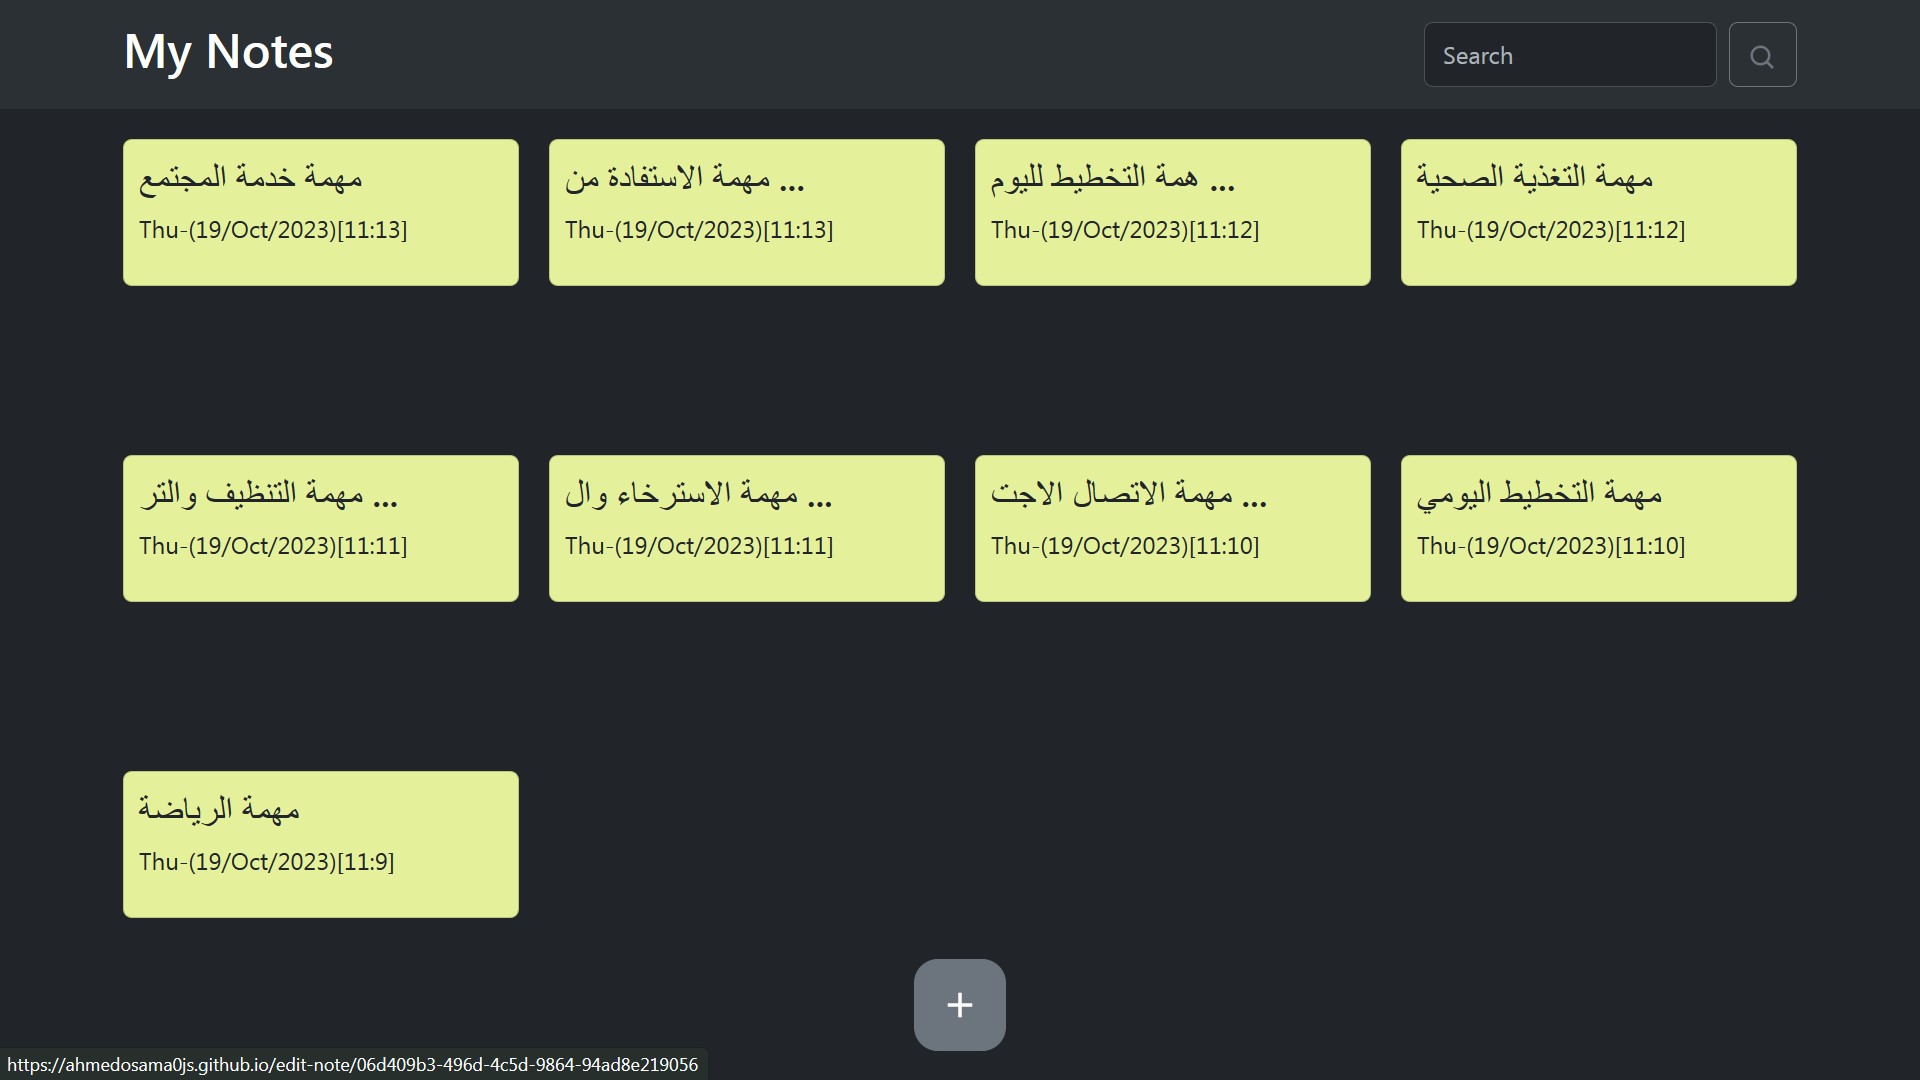 My Notes
Search
مهمة خدمة المجتمع
Thu-(19/Oct/2023)[11:13]
مهمة الاستفادة من ...
Thu-(19/Oct/2023)[11:13]
همة التخطيط لليوم ...
Thu-(19/Oct/2023)[11:12]
مهمة التغذية الصحية
Thu-(19/Oct/2023)[11:12]
مهمة التنظيف والتر ...
Thu-(19/Oct/2023)[11:11]
مهمة الاسترخاء وال ...
Thu-(19/Oct/2023)[11:11]
مهمة الاتصال الاجت ...
Thu-(19/Oct/2023)[11:10]
مهمة التخطيط اليومي
Thu-(19/Oct/2023)[11:10]
مهمة الرياضة
Thu-(19/Oct/2023)[11:9]
+
https://ahmedosama0js.github.io/edit-note/06d409b3-496d-4c5d-9864-94ad8e219056